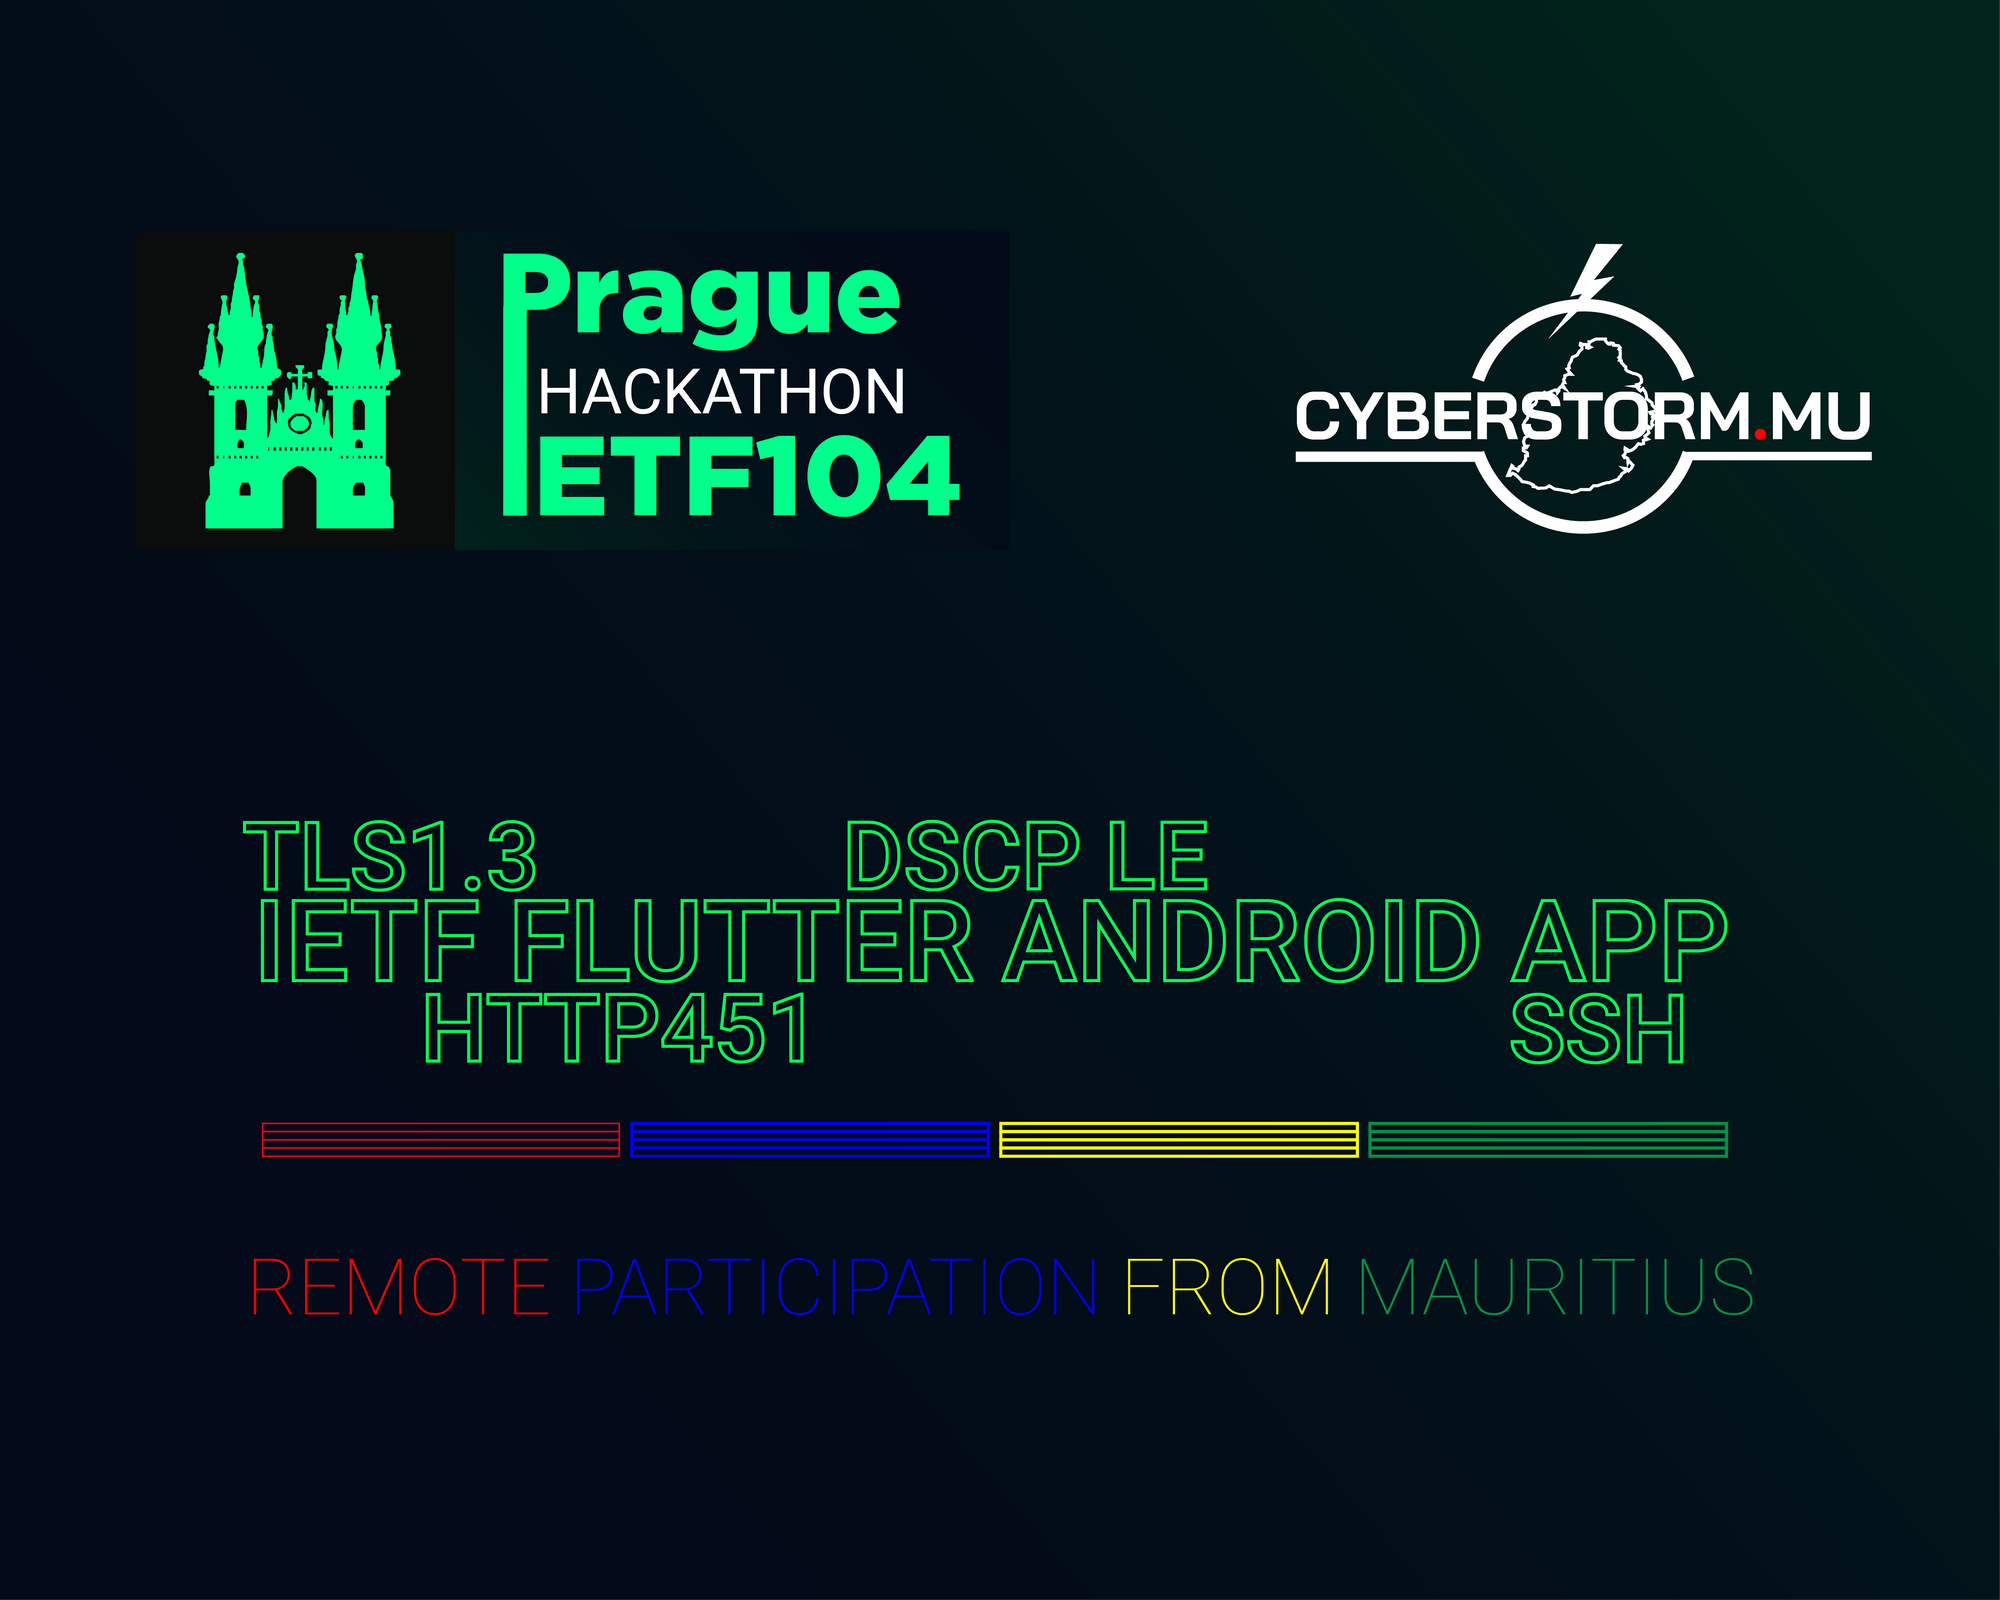 Prague
HACKATHON
IETF104
CYBERSTORM.MU
TLS1.3 DSCP LE
IETF FLUTTER ANDROID APP
HTTP451 SSH
REMOTE PARTICIPATION FROM MAURITIUS